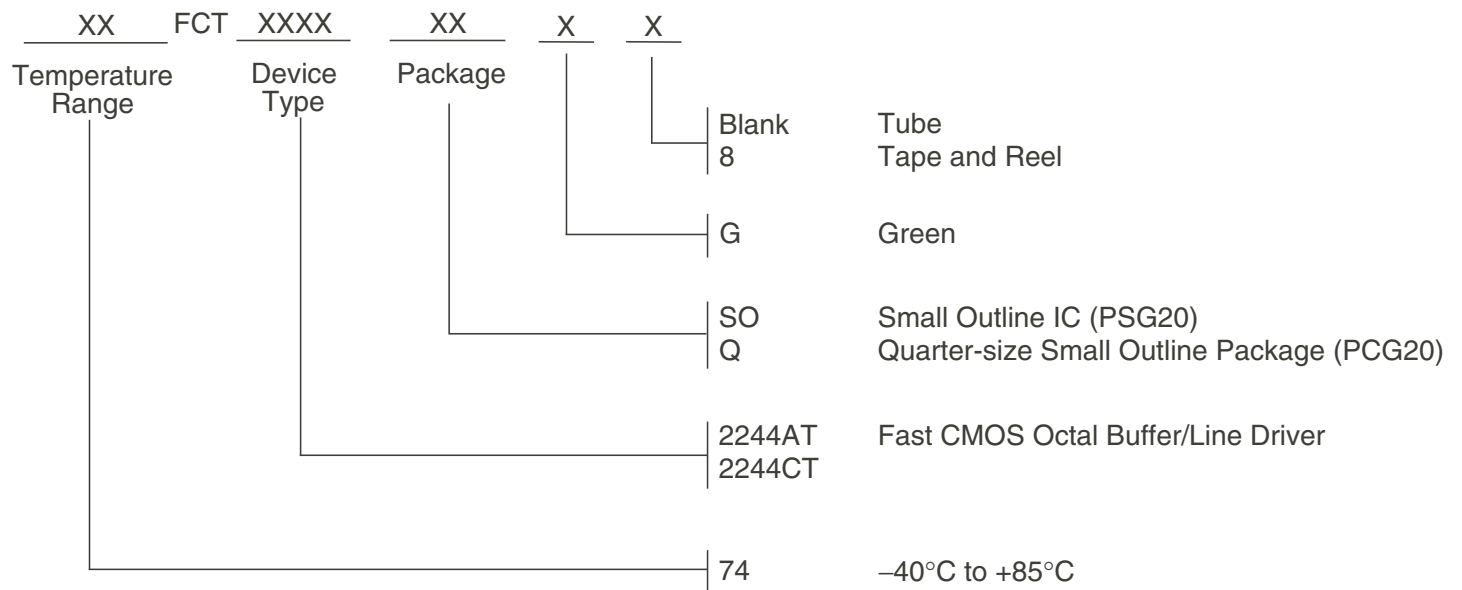 XX FCT XXXX XX X X
Temperature Range
Device Type
Package
Blank Tube
8 Tape and Reel
G Green
SO Small Outline IC (PSG20)
Q Quarter-size Small Outline Package (PCG20)
2244AT Fast CMOS Octal Buffer/Line Driver
2244CT
74 –40°C to +85°C